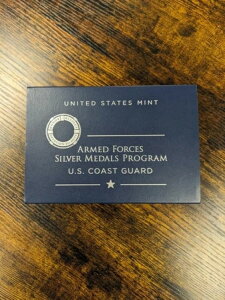 UNITED STATES MINT
ARMED FORCES
SILVER MEDALS PROGRAM
U.S. COAST GUARD